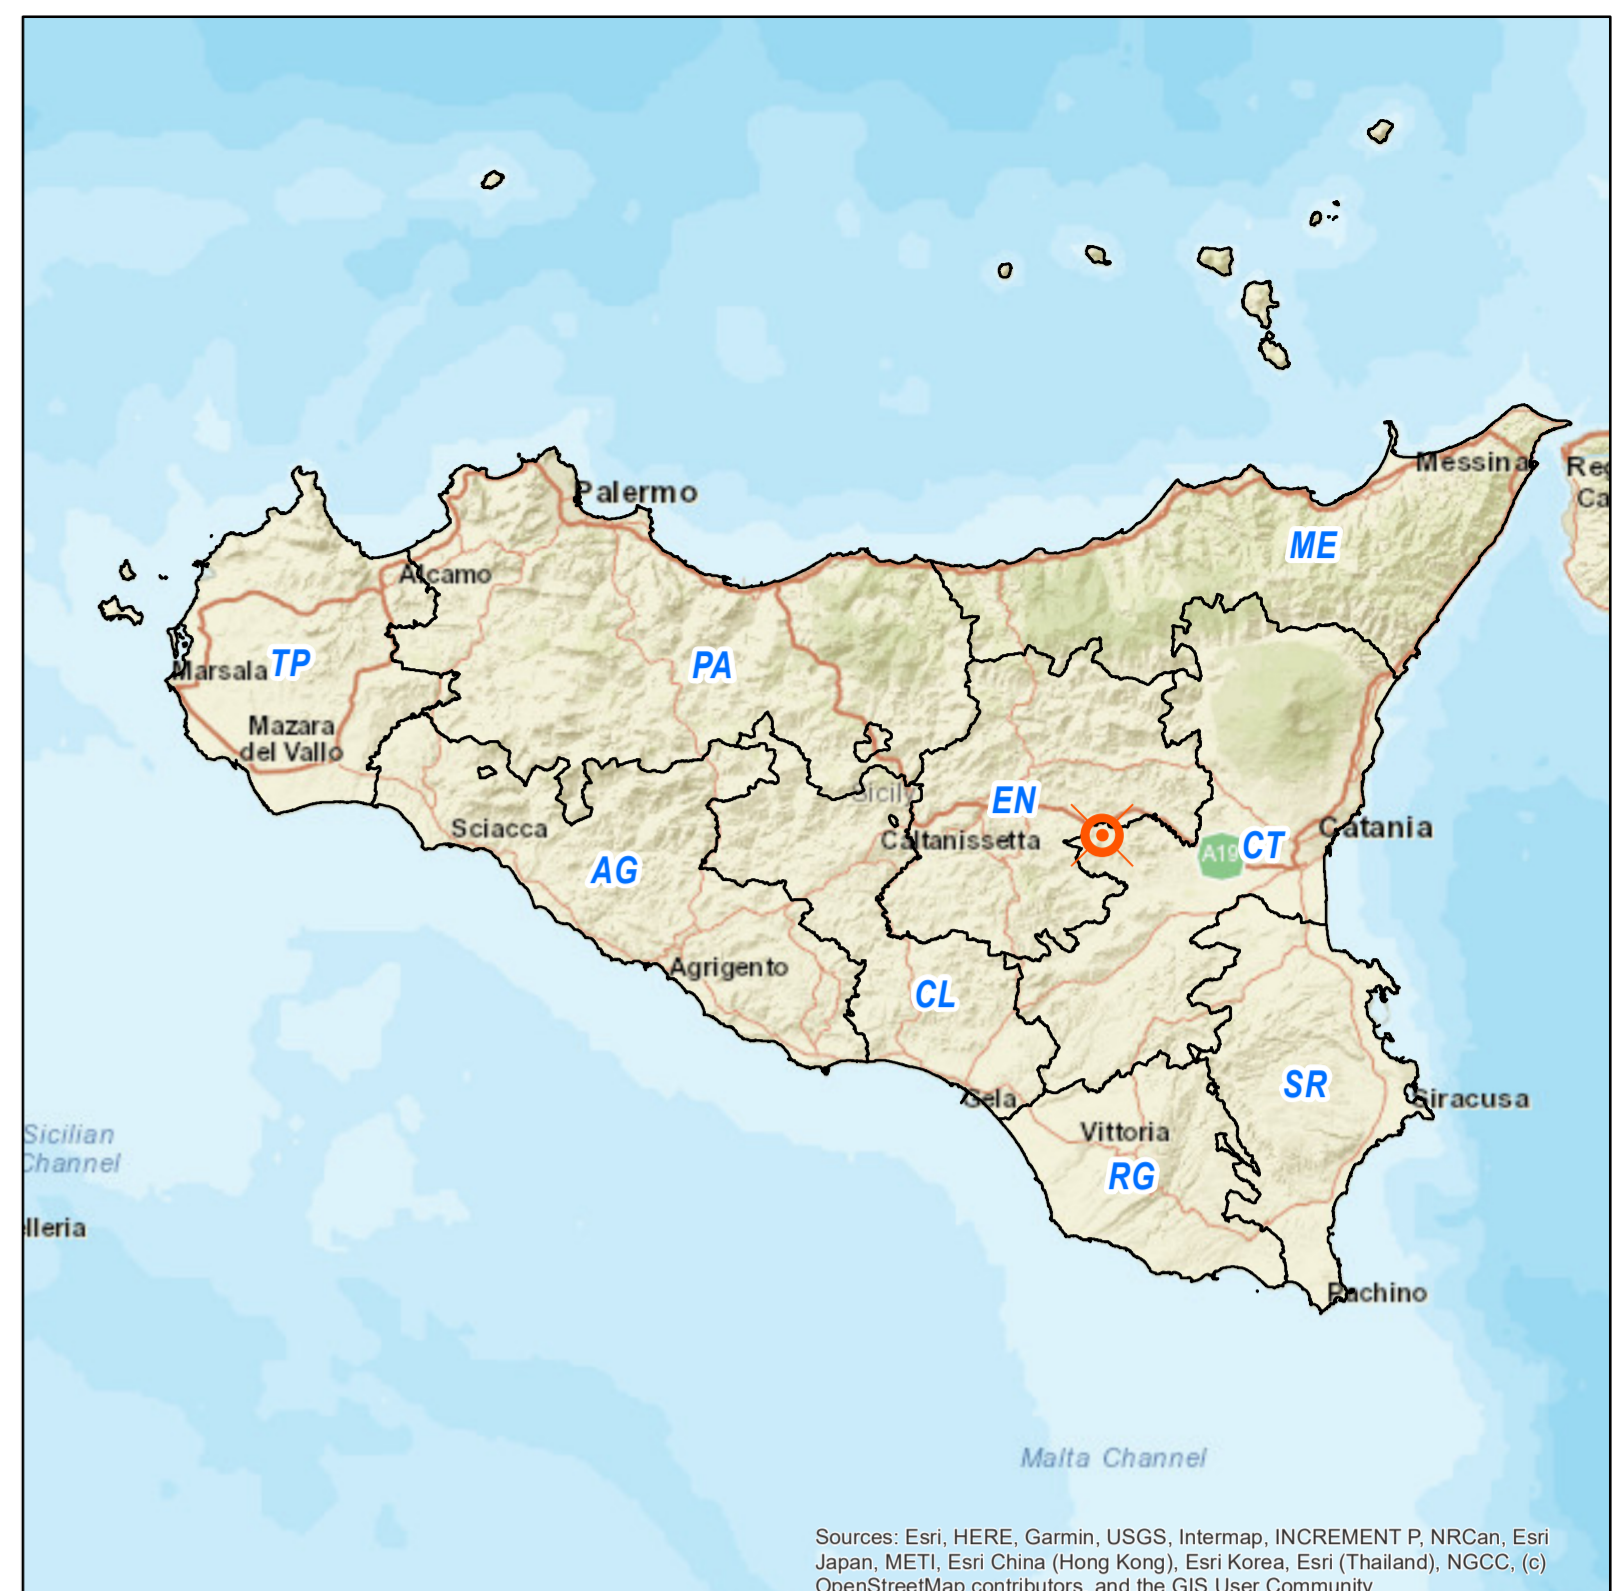 Palermo
Messina
Reg
Ca
ME
Alcamo
PA
TP
Marsala
Mazara
del Vallo
Sicily
EN
Sciacca
Caltanissetta
A19
CT
Catania
AG
Agrigento
CL
SR
Gela
Siracusa
Sicilian
Channel
Vittoria
RG
lleria
Pachino
Malta Channel
Sources: Esri, HERE, Garmin, USGS, Intermap, INCREMENT P, NRCan, Esri
Japan, METI, Esri China (Hong Kong), Esri Korea, Esri (Thailand), NGCC, (c)
OpenStreetMap contributors, and the GIS User Community